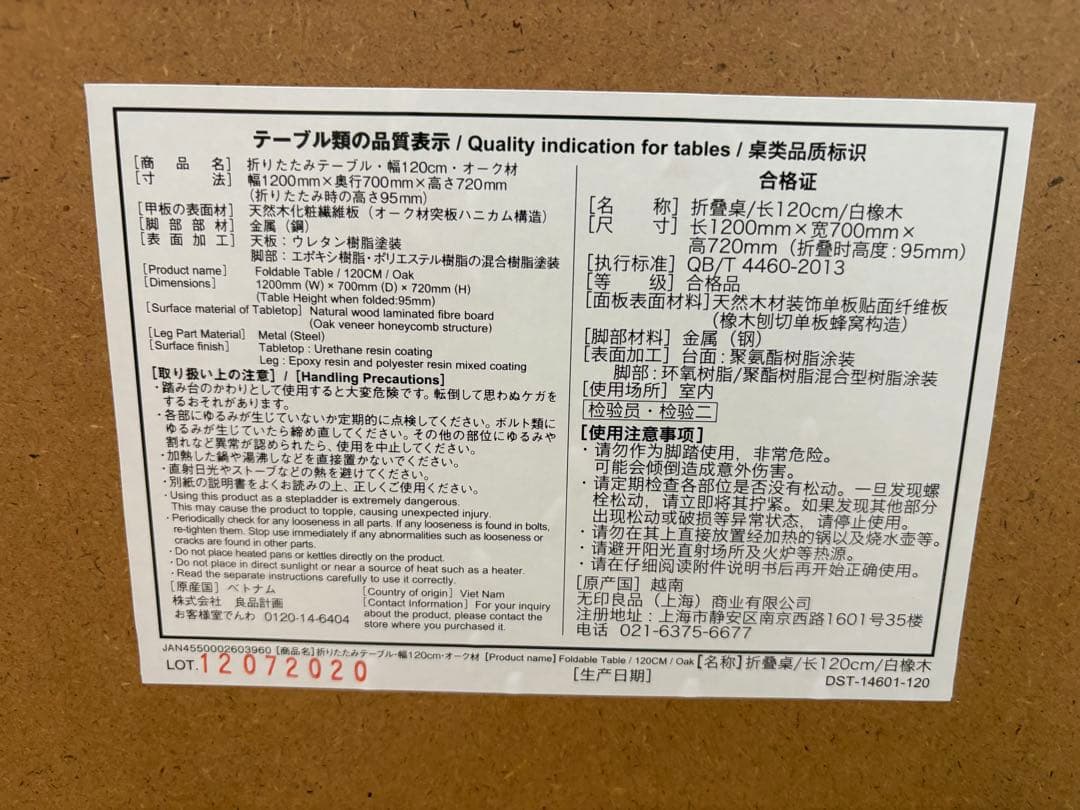 テーブル類の品質表示 / Quality indication for tables / 桌类品质标识
[商　品　名] 折りたたみテーブル・幅120cm・オーク材
[寸　　　法] 幅1200mm×奥行700mm×高さ720mm
(折りたたみ時の高さ95mm)
[甲板の表面材] 天然木化粧繊維板（オーク材突板ハニカム構造）
[脚部部材] 金属（鋼）
[表面加工] 天板：ウレタン樹脂塗装
脚部：エポキシ樹脂・ポリエステル樹脂の混合樹脂塗装
[Product name] Foldable Table / 120CM / Oak
[Dimensions] 1200mm (W) × 700mm (D) × 720mm (H)
(Table Height when folded:95mm)
[Surface material of Tabletop] Natural wood laminated fibre board
(Oak veneer honeycomb structure)
[Leg Part Material] Metal (Steel)
[Surface finish] Tabletop : Urethane resin coating
Leg : Epoxy resin and polyester resin mixed coating
[取り扱い上の注意] / [Handling Precautions]
・踏み台のかわりとして使用すると大変危険です。転倒して思わぬケガを
するおそれがあります。
・各部にゆるみが生じていないか定期的に点検してください。ボルト類に
ゆるみが生じていたら締め直してください。その他の部位にゆるみや
割れなど異常が認められたら、使用を中止してください。
・加熱した鍋や湯沸しなどを直接置かないでください。
・直射日光やストーブなどの熱を避けてください。
・別紙の説明書をよくお読みの上、正しくご使用ください。
・Using this product as a stepladder is extremely dangerous.
This may cause the product to topple, causing unexpected injury.
・Periodically check for any looseness in all parts. If any looseness is found in bolts,
re-tighten them. Stop use immediately if any abnormalities such as looseness or
cracks are found in other parts.
・Do not place heated pans or kettles directly on the product.
・Do not place in direct sunlight or near a source of heat such as a heater.
・Read the separate instructions carefully to use it correctly.
[原産国] ベトナム
株式会社　良品計画
お客様室でんわ 0120-14-6404
[Country of origin] Viet Nam
[Contact Information] For your inquiry
about the product, please contact the
store where you purchased it.
合格证
[名　　称] 折叠桌/长120cm/白橡木
[尺　　寸] 长1200mm×宽700mm×
高720mm（折叠时高度：95mm）
[执行标准] QB/T 4460-2013
[等　　级] 合格品
[面板表面材料]天然木材装饰单板贴面纤维板
（橡木刨切单板蜂窝构造）
[脚部材料] 金属（钢）
[表面加工] 台面：聚氨酯树脂涂装
脚部：环氧树脂/聚酯树脂混合型树脂涂装
[使用场所] 室内
检验员・检验二
[使用注意事项]
・请勿作为脚踏使用，非常危险。
可能会倾倒造成意外伤害。
・请定期检查各部位是否没有松动。一旦发现螺
栓松动，请立即将其拧紧。如果发现其他部分
出现松动或破损等异常状态，请停止使用。
・请勿在其上直接放置经加热的锅以及烧水壶等。
・请避开阳光直射场所及火炉等热源。
・请在仔细阅读附件说明书后再开始正确使用。
[原产国] 越南
无印良品（上海）商业有限公司
注册地址：上海市静安区南京西路1601号35楼
电话 021-6375-6677
JAN4550002603960 [商品名]折りたたみテーブル・幅120cm・オーク材 [Product name] Foldable Table / 120CM / Oak [名称]折叠桌/长120cm/白橡木
LOT.12072020
[生产日期]
DST-14601-120